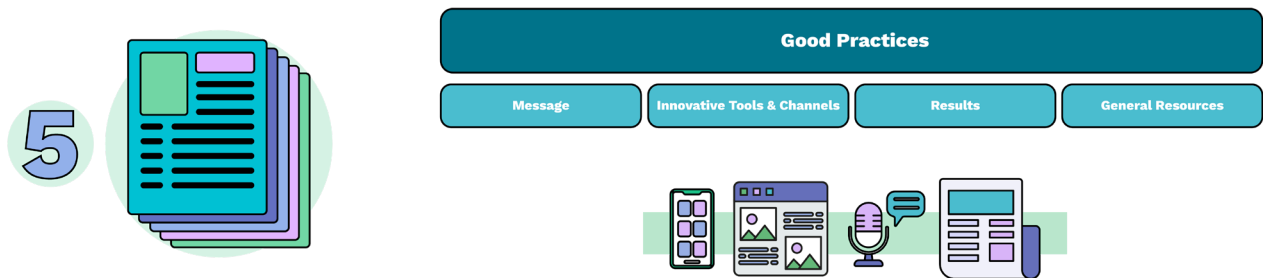 5
Good Practices
Message
Innovative Tools & Channels
Results
General Resources